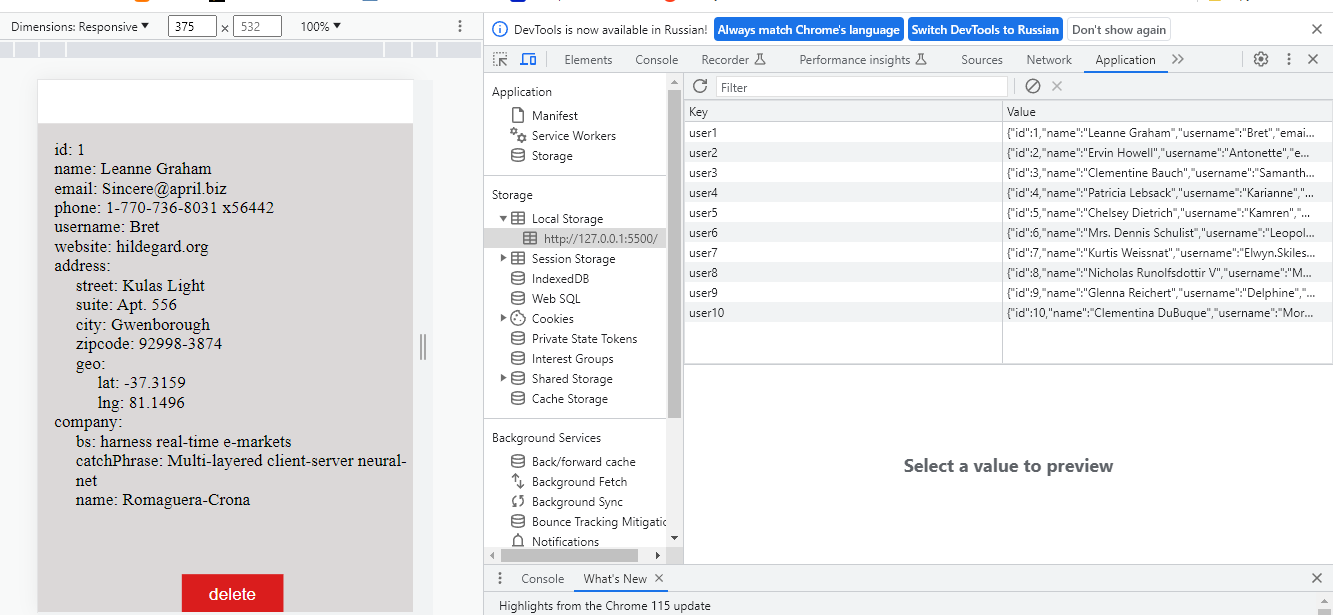 Dimensions: Responsive ▼ 375 x 532 100% ▼
id: 1
name: Leanne Graham
email: Sincere@april.biz
phone: 1-770-736-8031 x56442
username: Bret
website: hildegard.org
address:
street: Kulas Light
suite: Apt. 556
city: Gwenborough
zipcode: 92998-3874
geo:
lat: -37.3159
lng: 81.1496
company:
bs: harness real-time e-markets
catchPhrase: Multi-layered client-server neural-
net
name: Romaguera-Crona
delete
DevTools is now available in Russian! Always match Chrome's language Switch DevTools to Russian Don't show again
Elements Console Recorder Performance insights Sources Network Application
Application
Manifest
Service Workers
Storage
Storage
Local Storage
http://127.0.0.1:5500/
Session Storage
IndexedDB
Web SQL
Cookies
Private State Tokens
Interest Groups
Shared Storage
Cache Storage
Background Services
Back/forward cache
Background Fetch
Background Sync
Bounce Tracking Mitigatic
Notifications
Filter
Key Value
user1 {"id":1,"name":"Leanne Graham","username":"Bret","emai...
user2 {"id":2,"name":"Ervin Howell","username":"Antonette","e...
user3 {"id":3,"name":"Clementine Bauch","username":"Samanth...
user4 {"id":4,"name":"Patricia Lebsack","username":"Karianne","...
user5 {"id":5,"name":"Chelsey Dietrich","username":"Kamren","...
user6 {"id":6,"name":"Mrs. Dennis Schulist","username":"Leopol...
user7 {"id":7,"name":"Kurtis Weissnat","username":"Elwyn.Skiles...
user8 {"id":8,"name":"Nicholas Runolfsdottir V","username":"M...
user9 {"id":9,"name":"Glenna Reichert","username":"Delphine","...
user10 {"id":10,"name":"Clementina DuBuque","username":"Mor...
Select a value to preview
Console What's New
Highlights from the Chrome 115 update